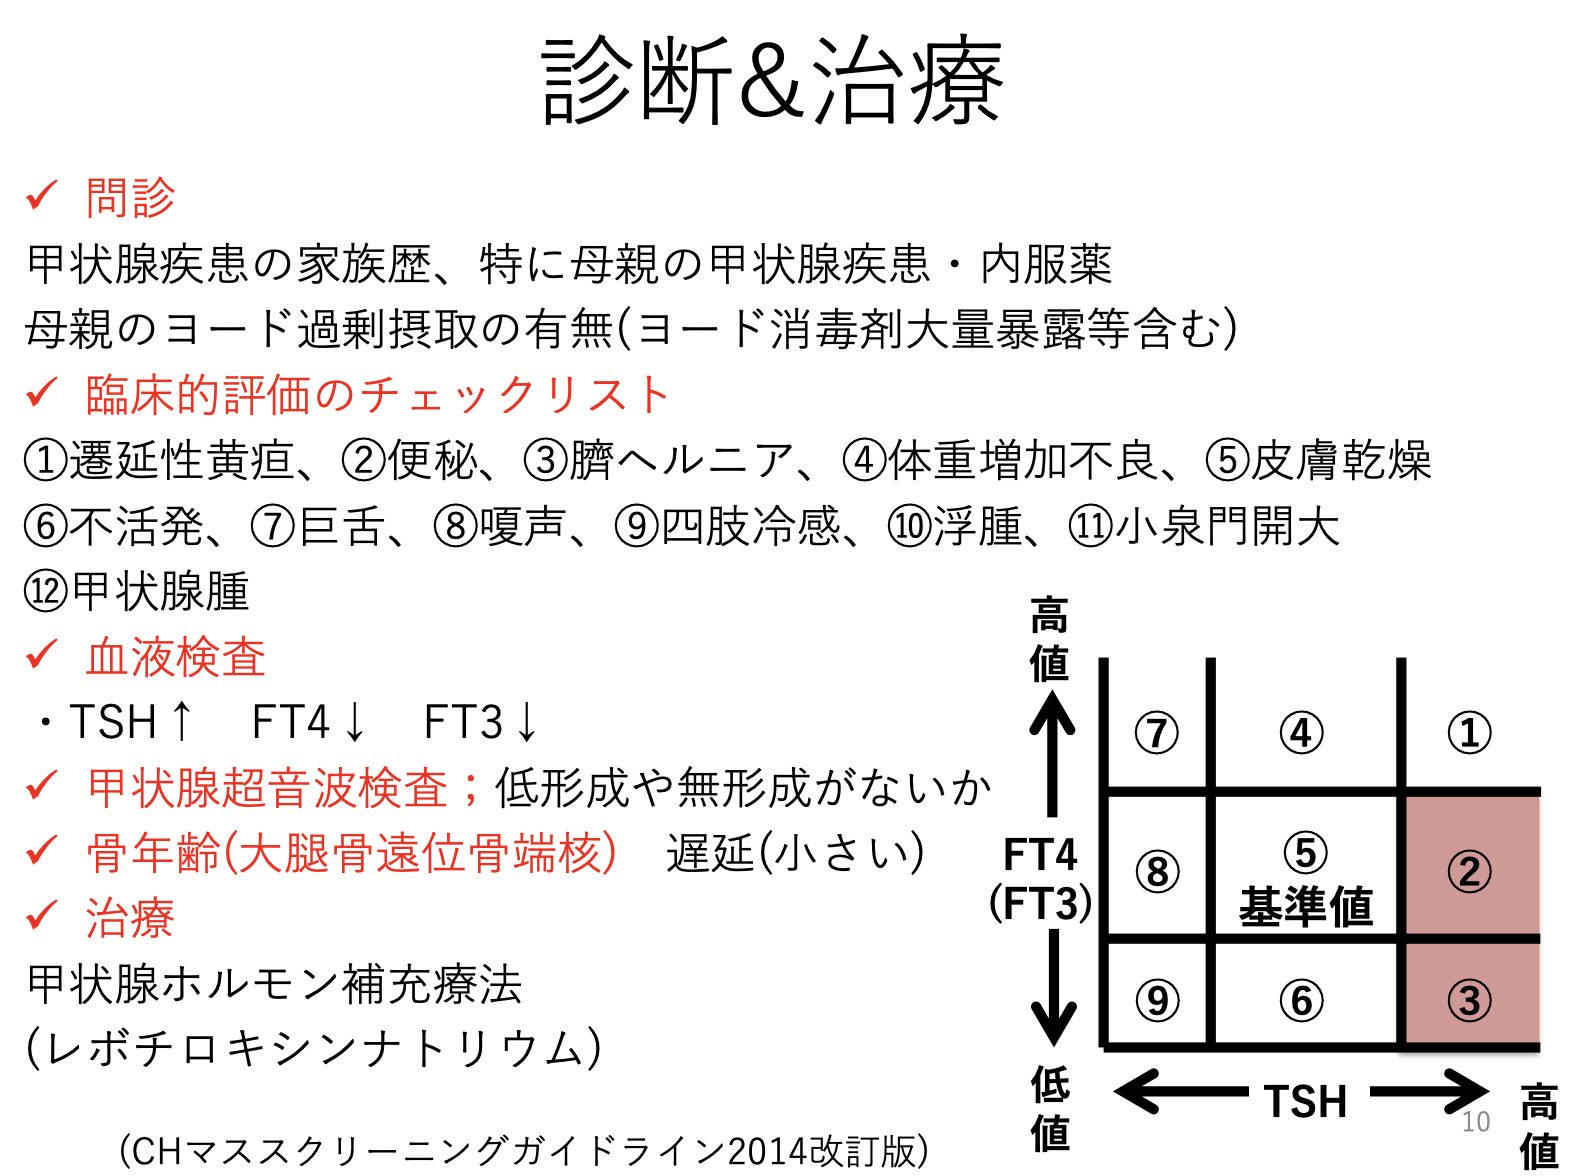 診断&治療
✓ 問診
甲状腺疾患の家族歴、特に母親の甲状腺疾患・内服薬
母親のヨード過剰摂取の有無(ヨード消毒剤大量暴露等含む)
✓ 臨床的評価のチェックリスト
①遷延性黄疸、②便秘、③臍ヘルニア、④体重増加不良、⑤皮膚乾燥
⑥不活発、⑦巨舌、⑧嗄声、⑨四肢冷感、⑩浮腫、⑪小泉門開大
⑫甲状腺腫
✓ 血液検査
・TSH↑ FT4↓ FT3↓
✓ 甲状腺超音波検査；低形成や無形成がないか
✓ 骨年齢(大腿骨遠位骨端核) 遅延(小さい)
✓ 治療
甲状腺ホルモン補充療法
(レボチロキシンナトリウム)
(CHマススクリーニングガイドライン2014改訂版)
高値
FT4
(FT3)
低値
⑦ ④ ①
⑧ ⑤ ②
基準値
⑨ ⑥ ③
TSH
高値
10